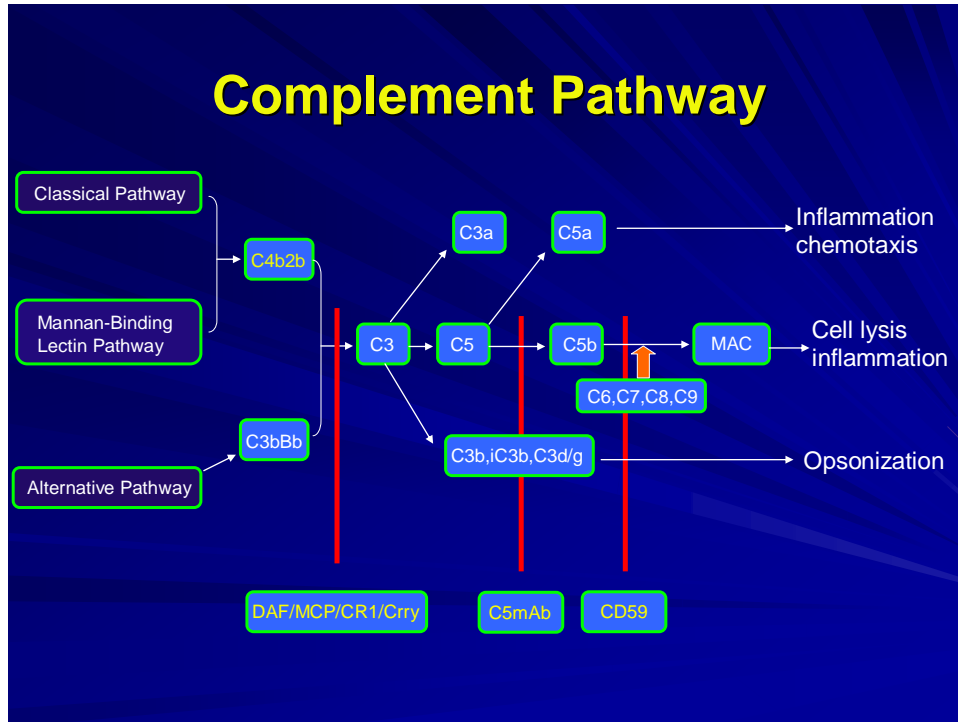 Complement Pathway
Classical Pathway
Mannan-Binding
Lectin Pathway
Alternative Pathway
C4b2b
C3bBb
C3a
C5a
Inflammation
chemotaxis
C3
C5
C5b
MAC
Cell lysis
inflammation
C6,C7,C8,C9
C3b,iC3b,C3d/g
Opsonization
DAF/MCP/CR1/Crry
C5mAb
CD59